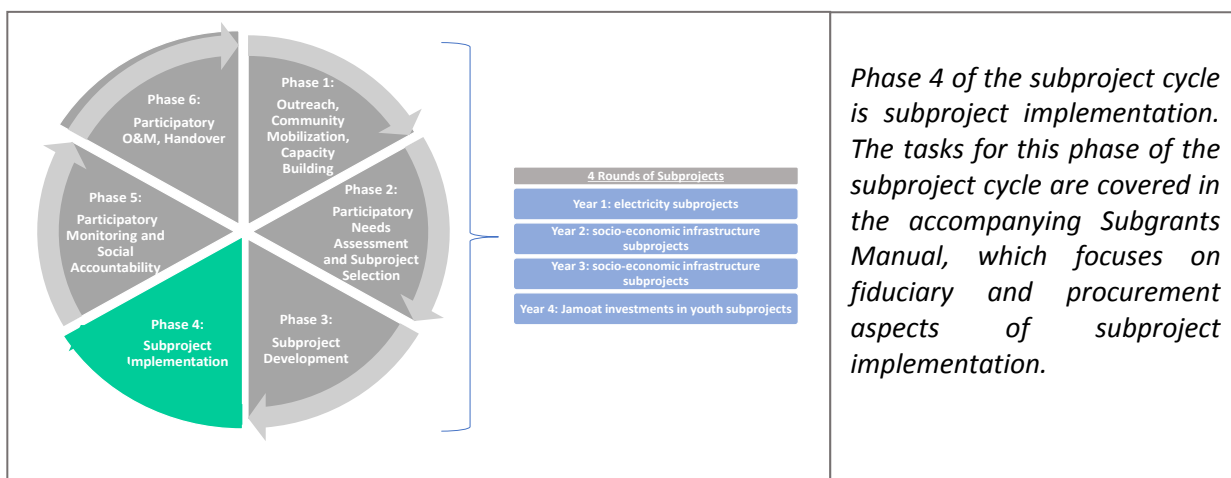 Phase 1:
Outreach,
Community
Mobilization,
Capacity
Building
Phase 2:
Participatory
Needs
Assessment
and Subproject
Selection
Phase 3:
Subproject
Development
Phase 4:
Subproject
Implementation
Phase 5:
Participatory
Monitoring and
Social
Accountability
Phase 6:
Participatory
O&M, Handover
4 Rounds of Subprojects
Year 1: electricity subprojects
Year 2: socio-economic infrastructure
subprojects
Year 3: socio-economic infrastructure
subprojects
Year 4: Jamoat investments in youth subprojects
Phase 4 of the subproject cycle
is subproject implementation.
The tasks for this phase of the
subproject cycle are covered in
the accompanying Subgrants
Manual, which focuses on
fiduciary and procurement
aspects of subproject
implementation.